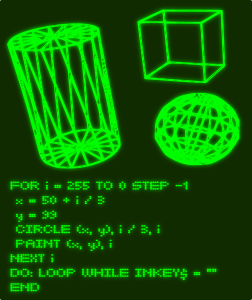 FOR i = 255 TO 0 STEP -1
x = 50 + i / 3
y = 99
CIRCLE (x, y), i / 3, i
PAINT (x, y), i
NEXT i
DO: LOOP WHILE INKEY$ = ""
END